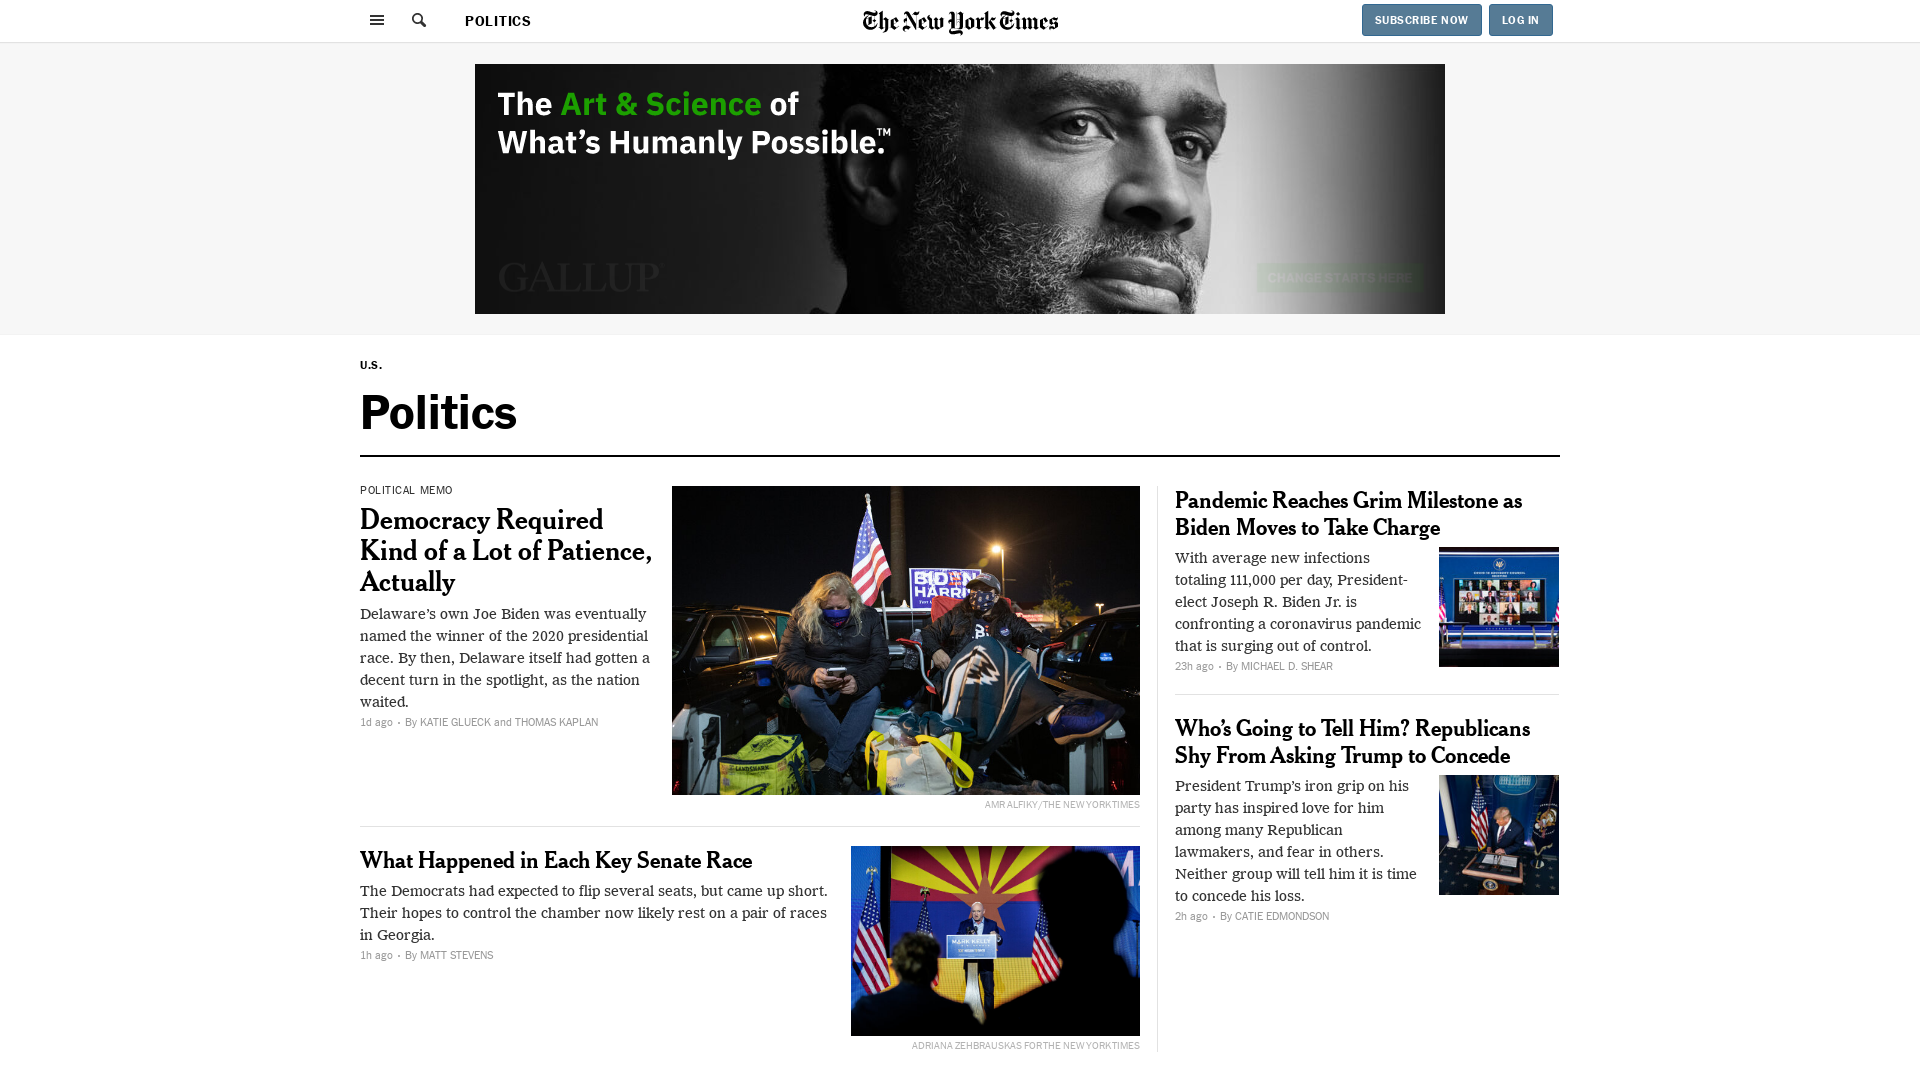 POLITICS
The New York Times
SUBSCRIBE NOW
LOG IN
The Art & Science of
What's Humanly Possible.™
GALLUP
CHANGE STARTS HERE
U.S.
Politics
POLITICAL MEMO
Democracy Required
Kind of a Lot of Patience,
Actually
Delaware’s own Joe Biden was eventually
named the winner of the 2020 presidential
race. By then, Delaware itself had gotten a
decent turn in the spotlight, as the nation
waited.
1d ago • By KATIE GLUECK and THOMAS KAPLAN
BIDEN
HARRIS
AMR ALFIKY/THE NEW YORK TIMES
What Happened in Each Key Senate Race
The Democrats had expected to flip several seats, but came up short.
Their hopes to control the chamber now likely rest on a pair of races
in Georgia.
1h ago • By MATT STEVENS
MARK KELLY
ADRIANA ZEHBRAUSKAS FOR THE NEW YORK TIMES
Pandemic Reaches Grim Milestone as
Biden Moves to Take Charge
With average new infections
totaling 111,000 per day, President-
elect Joseph R. Biden Jr. is
confronting a coronavirus pandemic
that is surging out of control.
23h ago • By MICHAEL D. SHEAR
Who’s Going to Tell Him? Republicans
Shy From Asking Trump to Concede
President Trump’s iron grip on his
party has inspired love for him
among many Republican
lawmakers, and fear in others.
Neither group will tell him it is time
to concede his loss.
2h ago • By CATIE EDMONDSON